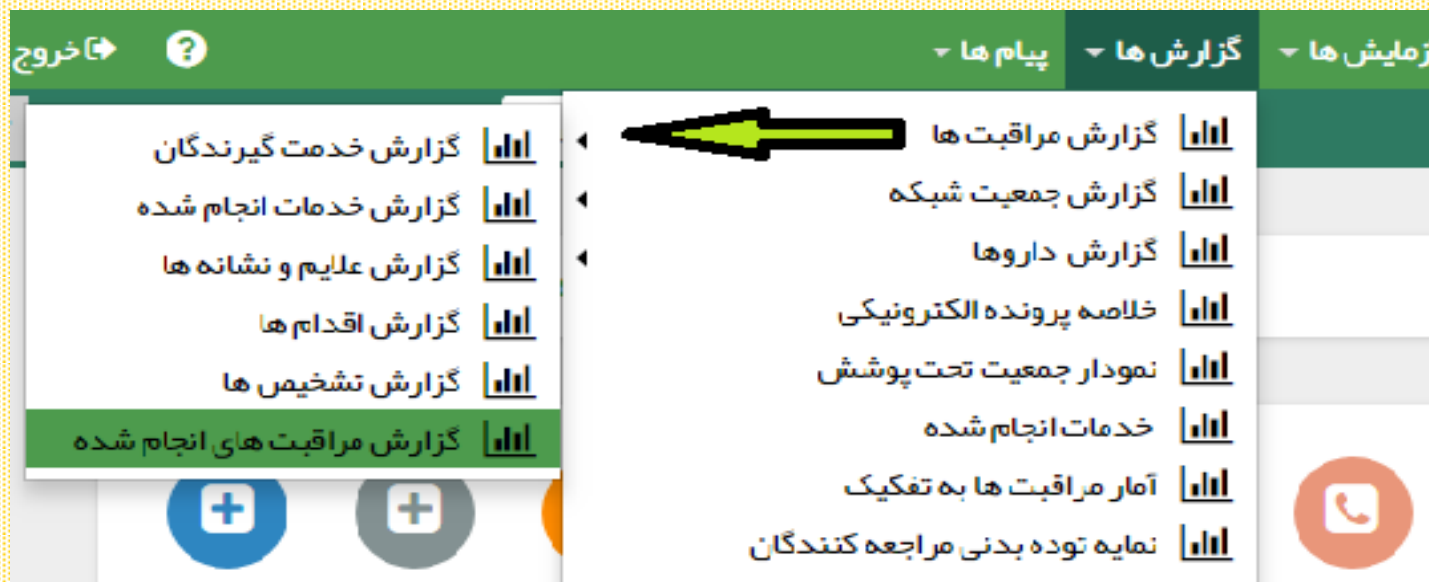 زمایش ها
گزارش ها
پیام ها
خروج
گزارش مراقبت ها
گزارش جمعیت شبکه
گزارش داروها
خلاصه پرونده الکترونیکی
نمودار جمعیت تحت پوشش
خدمات انجام شده
آمار مراقبت ها به تفکیک
نمایه توده بدنی مراجعه کنندگان
گزارش خدمت گیرندگان
گزارش خدمات انجام شده
گزارش علایم و نشانه ها
گزارش اقدام ها
گزارش تشخیص ها
گزارش مراقبت های انجام شده